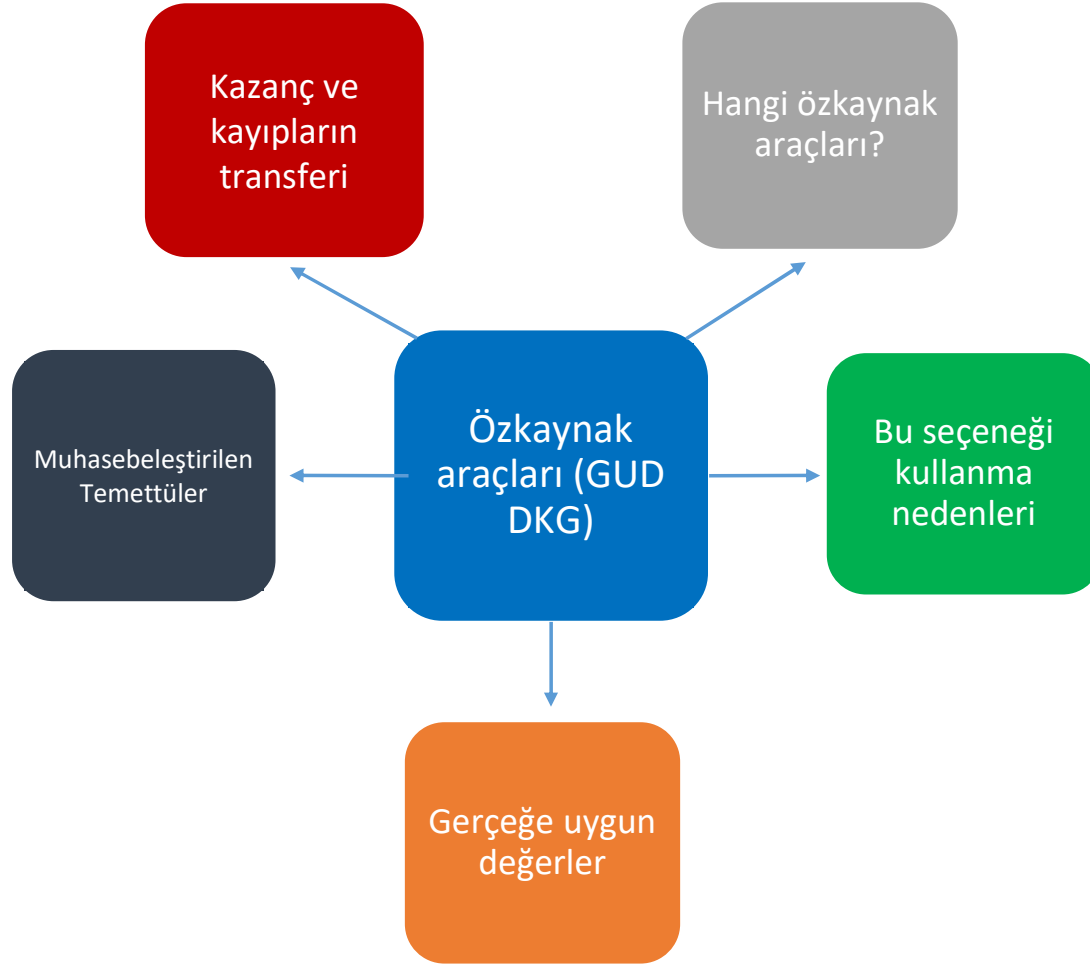 Kazanç ve
kayıpların
transferi
Hangi özkaynak
araçları?
Muhasebeleştirilen
Temettüler
Özkaynak
araçları (GUD
DKG)
Bu seçeneği
kullanma
nedenleri
Gerçeğe uygun
değerler